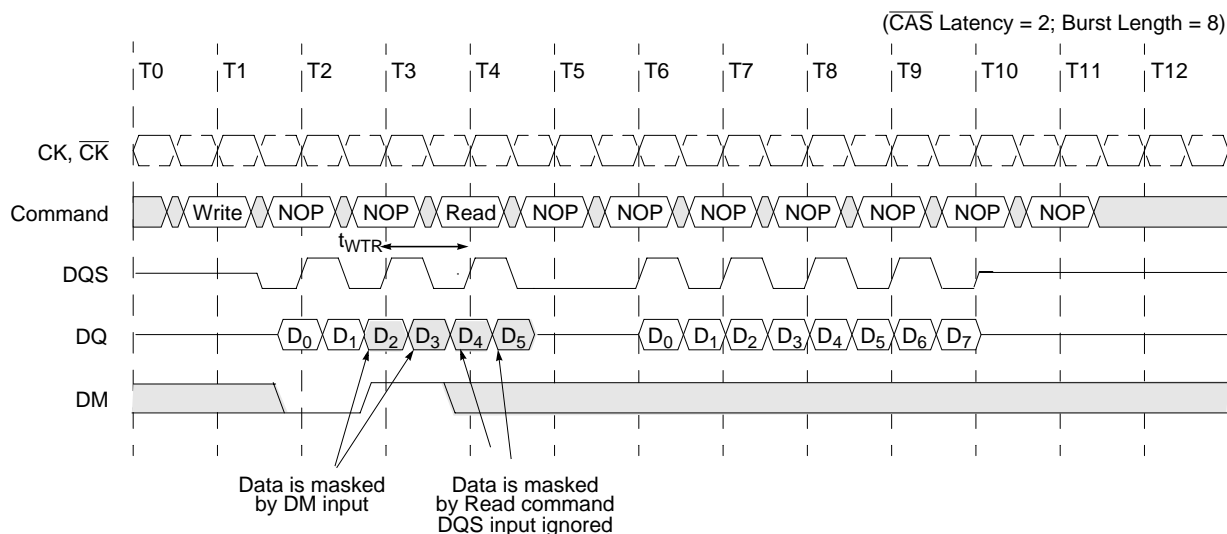 (C̅A̅S̅ Latency = 2; Burst Length = 8)
T0 T1 T2 T3 T4 T5 T6 T7 T8 T9 T10 T11 T12
CK, C̅K̅
Command Write NOP NOP Read NOP NOP NOP NOP NOP NOP NOP
tWTR
DQS
DQ D0 D1 D2 D3 D4 D5 D0 D1 D2 D3 D4 D5 D6 D7
DM
Data is masked
by DM input
Data is masked
by Read command
DQS input ignored